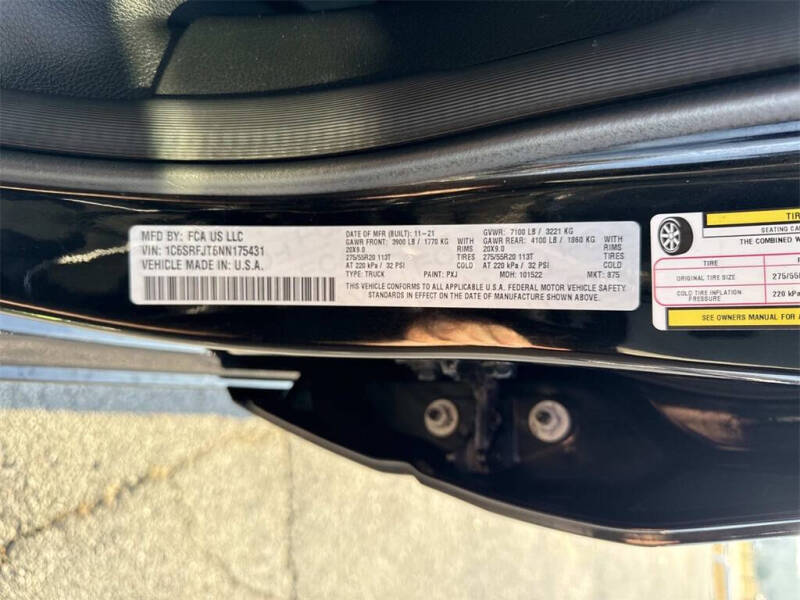 MFD BY: FCA US LLC
VIN: 1C6SRFJT6NN175431
VEHICLE MADE IN: U.S.A.
DATE OF MFR (BUILT): 11-21
GAWR FRONT: 3900 LB / 1770 KG WITH
20X9.0 RIMS
275/55R20 113T TIRES
AT 220 kPa / 32 PSI COLD
TYPE: TRUCK PAINT: PXJ
GVWR: 7100 LB / 3221 KG
GAWR REAR: 4100 LB / 1860 KG WITH
20X9.0 RIMS
275/55R20 113T TIRES
AT 220 kPa / 32 PSI COLD
MDH: 101522 MKT: 875
THIS VEHICLE CONFORMS TO ALL APPLICABLE U.S.A. FEDERAL MOTOR VEHICLE SAFETY
STANDARDS IN EFFECT ON THE DATE OF MANUFACTURE SHOWN ABOVE.
SEATING
THE COMBINED W
TIRE
ORIGINAL TIRE SIZE 275/55
COLD TIRE INFLATION
PRESSURE 220 kPa
SEE OWNERS MANUAL FOR A